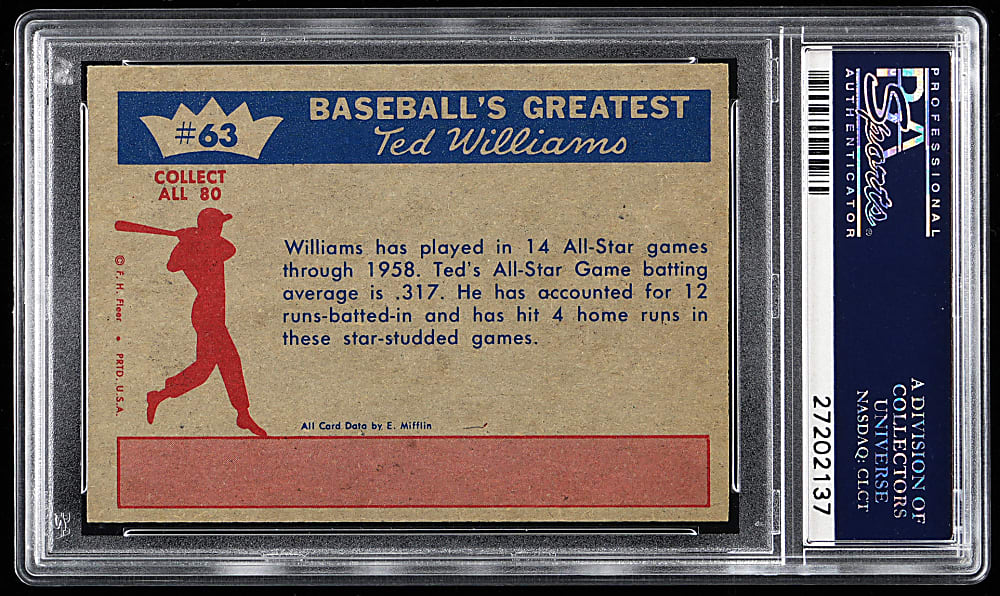 #63
BASEBALL'S GREATEST
Ted Williams
COLLECT
ALL 80
Williams has played in 14 All-Star games
through 1958. Ted's All-Star Game batting
average is .317. He has accounted for 12
runs-batted-in and has hit 4 home runs in
these star-studded games.
© F. H. Fleer • PRTD. U.S.A.
All Card Data by E. Mifflin
27202137
PROFESSIONAL
PSA
Sports®
AUTHENTICATOR
A DIVISION OF
COLLECTORS
UNIVERSE
NASDAQ: CLCT